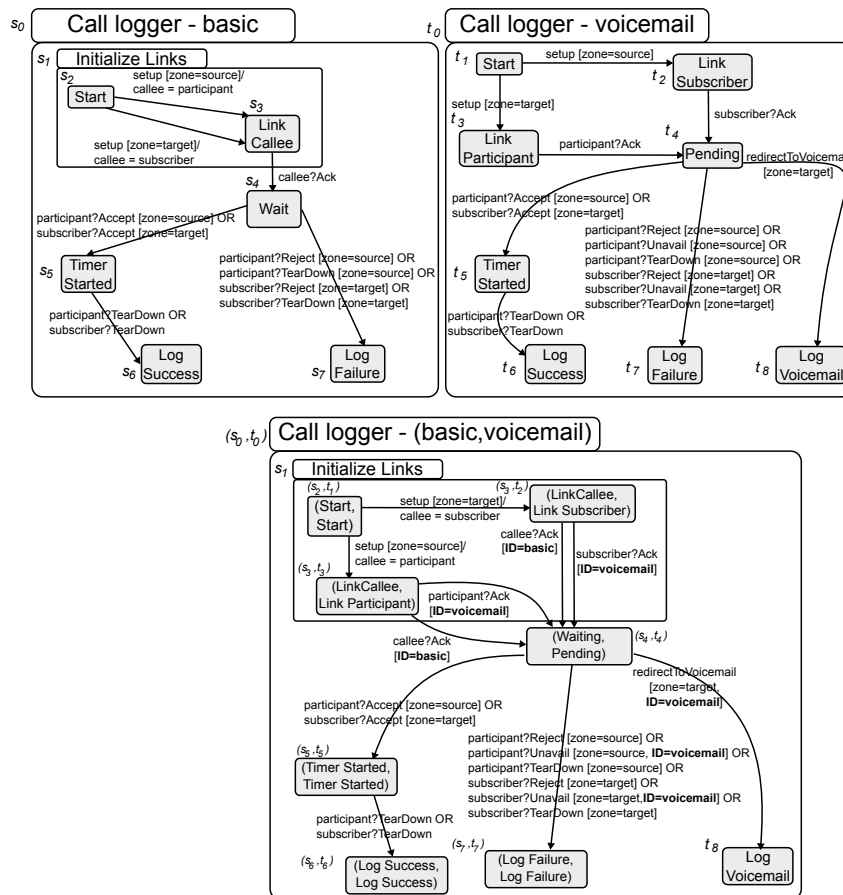 s0
Call logger - basic
s1
Initialize Links
s2
Start
setup [zone=source]/
callee = participant
s3
Link
Callee
setup [zone=target]/
callee = subscriber
callee?Ack
s4
Wait
participant?Accept [zone=source] OR
subscriber?Accept [zone=target]
s5
Timer
Started
participant?Reject [zone=source] OR
participant?TearDown [zone=source] OR
subscriber?Reject [zone=target] OR
subscriber?TearDown [zone=target]
participant?TearDown OR
subscriber?TearDown
s6
Log
Success
s7
Log
Failure
t0
Call logger - voicemail
t1
Start
setup [zone=source]
t2
Link
Subscriber
setup [zone=target]
t3
Link
Participant
participant?Ack
subscriber?Ack
t4
Pending
redirectToVoicemai
[zone=target]
participant?Accept [zone=source] OR
subscriber?Accept [zone=target]
t5
Timer
Started
participant?Reject [zone=source] OR
participant?Unavail [zone=source] OR
participant?TearDown [zone=source] OR
subscriber?Reject [zone=target] OR
subscriber?Unavail [zone=target] OR
subscriber?TearDown [zone=target]
participant?TearDown OR
subscriber?TearDown
t6
Log
Success
t7
Log
Failure
t8
Log
Voicemail
(s0,t0)
Call logger - (basic,voicemail)
s1
Initialize Links
(s2,t1)
(Start,
Start)
setup [zone=target]/
callee = subscriber
(s3,t2)
(LinkCallee,
Link Subscriber)
setup [zone=source]/
callee = participant
callee?Ack
[ID=basic]
subscriber?Ack
[ID=voicemail]
(s3,t3)
(LinkCallee,
Link Participant)
participant?Ack
[ID=voicemail]
callee?Ack
[ID=basic]
(Waiting,
Pending)
(s4,t4)
redirectToVoicemail
[zone=target,
ID=voicemail]
participant?Accept [zone=source] OR
subscriber?Accept [zone=target]
(s5,t5)
(Timer Started,
Timer Started)
participant?Reject [zone=source] OR
participant?Unavail [zone=source, ID=voicemail] OR
participant?TearDown [zone=source] OR
subscriber?Reject [zone=target] OR
subscriber?Unavail [zone=target,ID=voicemail] OR
subscriber?TearDown [zone=target]
participant?TearDown OR
subscriber?TearDown
(s6,t6)
(Log Success,
Log Success)
(s7,t7)
(Log Failure,
Log Failure)
t8
Log
Voicemail